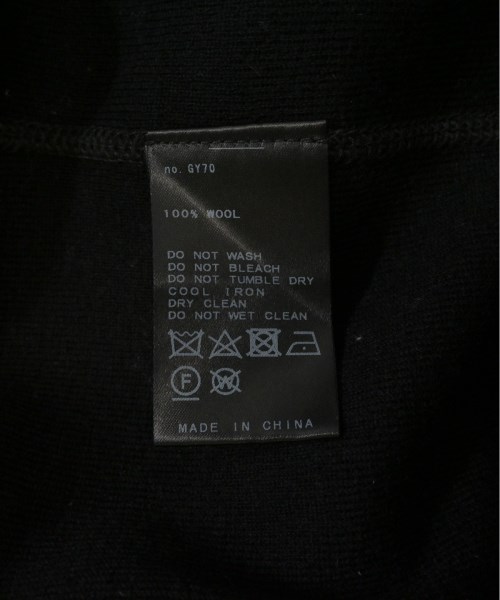 no. GY70
100% WOOL
DO NOT WASH
DO NOT BLEACH
DO NOT TUMBLE DRY
COOL IRON
DRY CLEAN
DO NOT WET CLEAN
F W
MADE IN CHINA